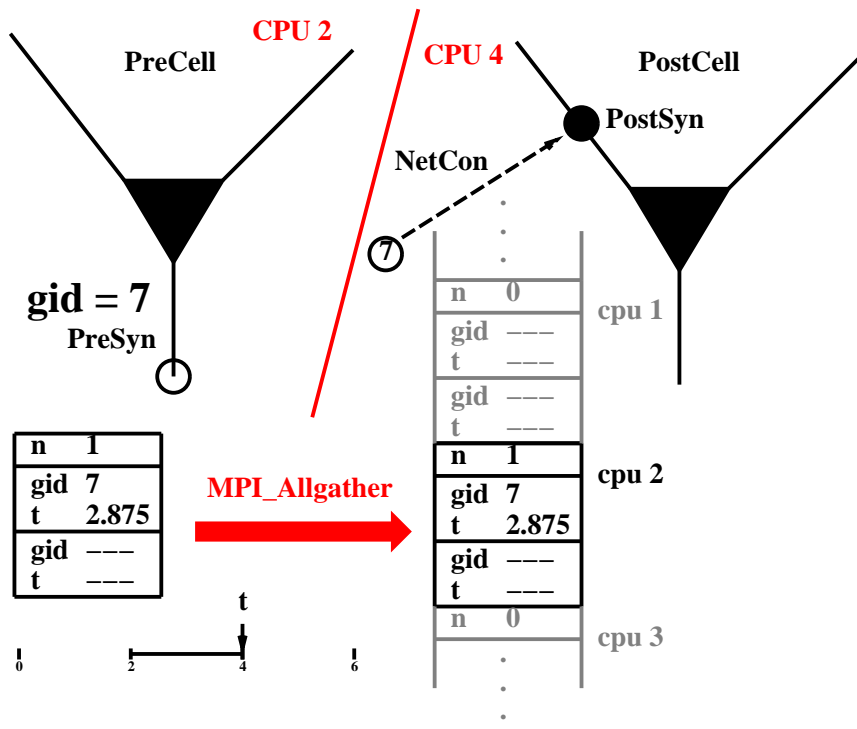 CPU 2
PreCell
CPU 4
PostCell
PostSyn
NetCon
7
gid = 7
PreSyn
n 0
cpu 1
gid −−−
t −−−
gid −−−
t −−−
n 1
gid 7
t 2.875
gid −−−
t −−−
MPI_Allgather
n 1
cpu 2
gid 7
t 2.875
gid −−−
t −−−
n 0
cpu 3
t
0 2 4 6